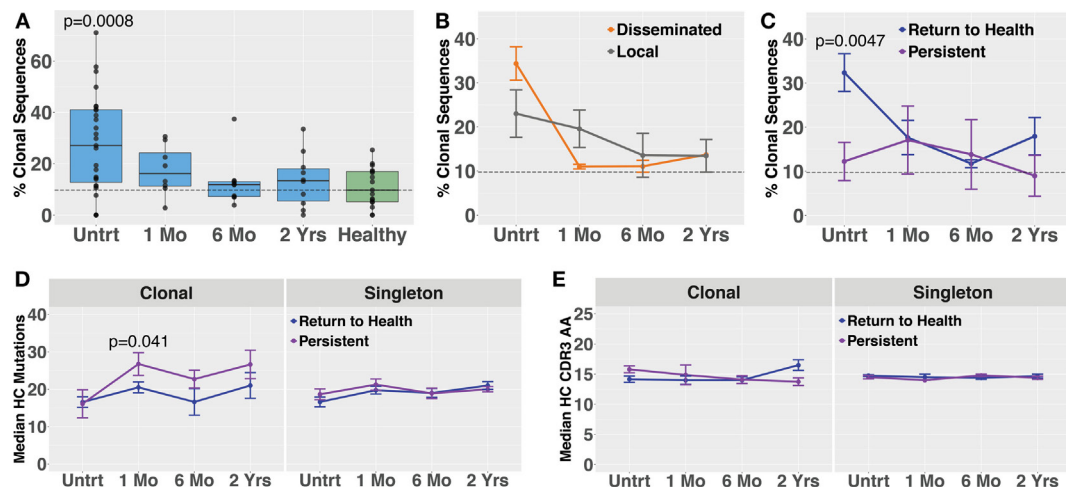 A
p=0.0008
% Clonal Sequences
60
40
20
0
Untrt 1 Mo 6 Mo 2 Yrs Healthy
B
Disseminated
Local
% Clonal Sequences
40
30
20
10
0
Untrt 1 Mo 6 Mo 2 Yrs
C
Return to Health
p=0.0047
Persistent
% Clonal Sequences
40
30
20
10
0
Untrt 1 Mo 6 Mo 2 Yrs
D
Clonal Singleton
Median HC Mutations
40
30
20
10
0
p=0.041
Return to Health
Persistent
Untrt 1 Mo 6 Mo 2 Yrs Untrt 1 Mo 6 Mo 2 Yrs
E
Clonal Singleton
Median HC CDR3 AA
25
20
15
10
5
0
Return to Health
Persistent
Untrt 1 Mo 6 Mo 2 Yrs Untrt 1 Mo 6 Mo 2 Yrs